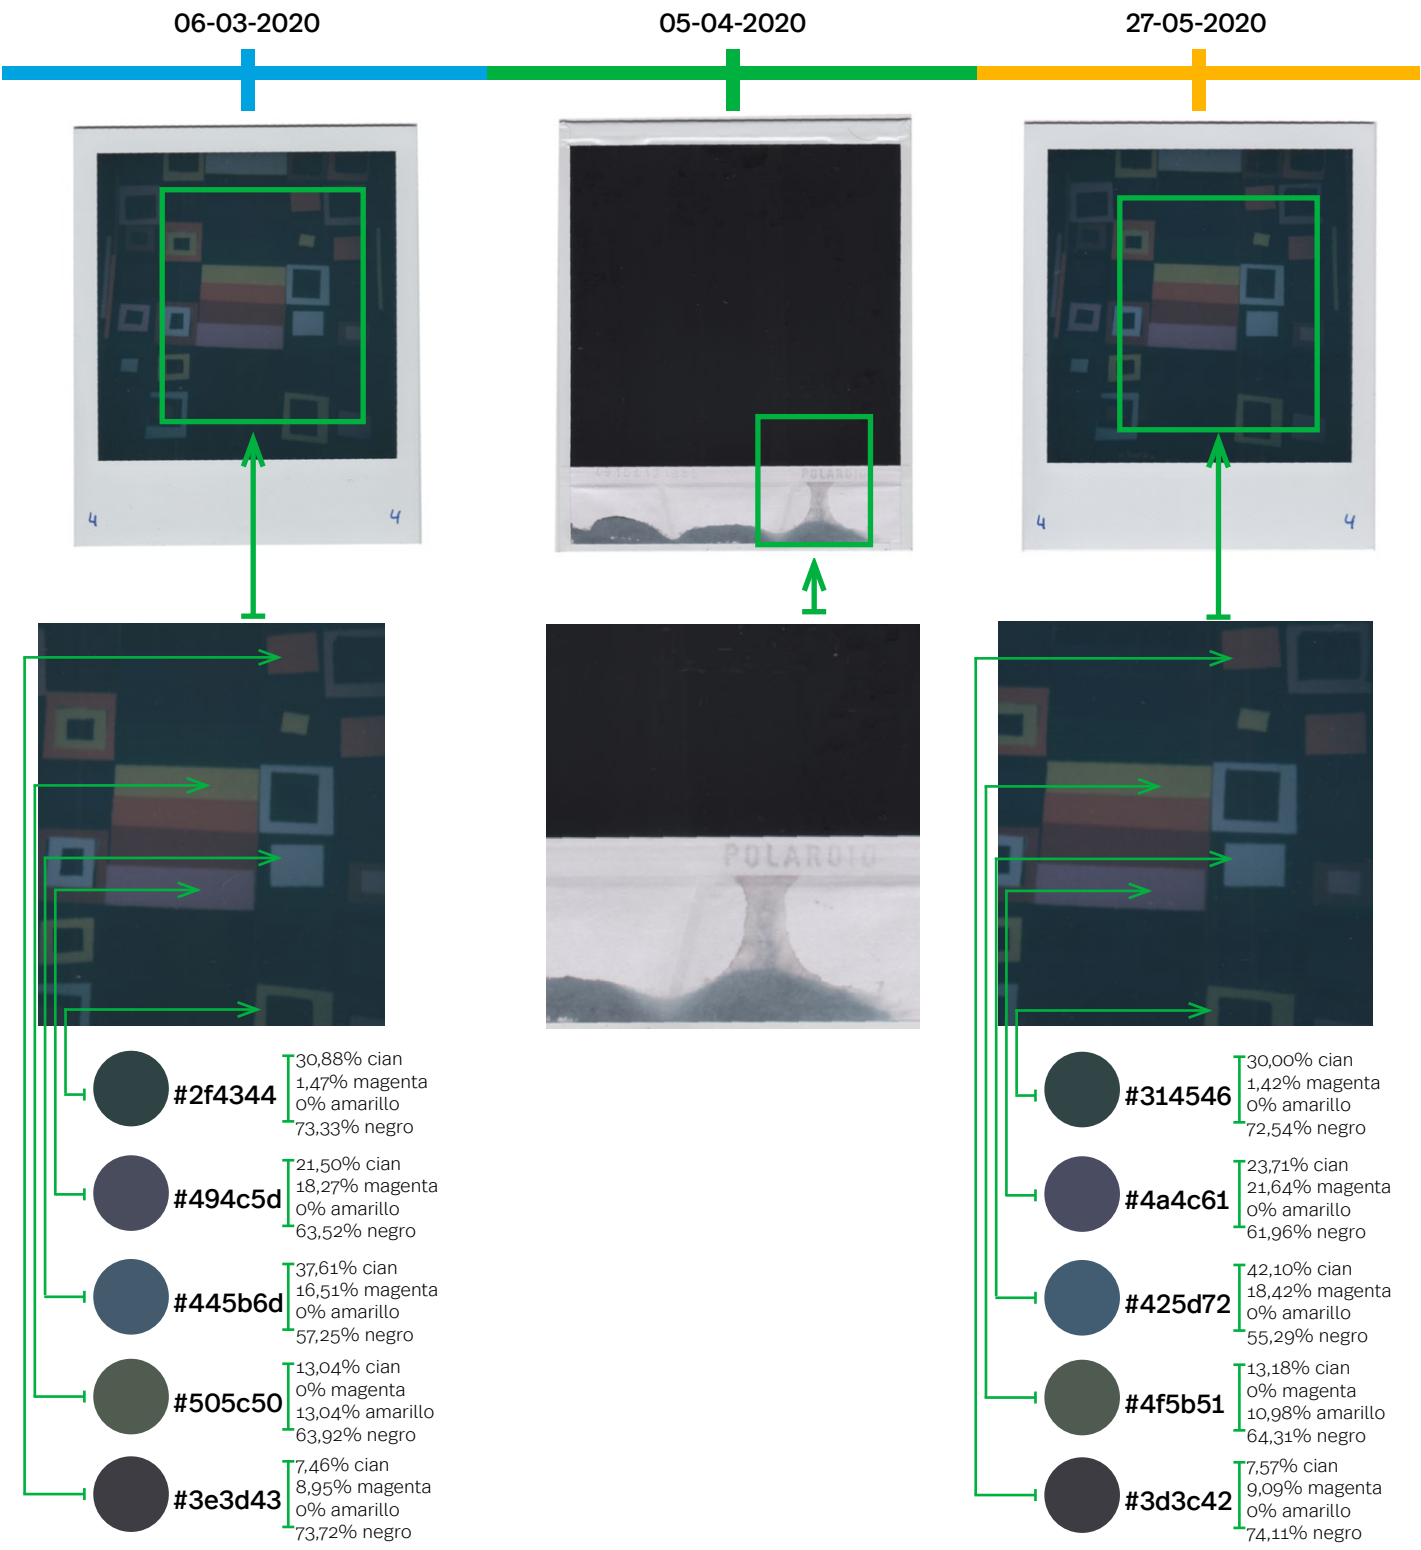 06-03-2020
05-04-2020
27-05-2020
4
4
POLAROID
4
4
POLAROID
#2f4344
30,88% cian
1,47% magenta
0% amarillo
73,33% negro
#494c5d
21,50% cian
18,27% magenta
0% amarillo
63,52% negro
#445b6d
37,61% cian
16,51% magenta
0% amarillo
57,25% negro
#505c50
13,04% cian
0% magenta
13,04% amarillo
63,92% negro
#3e3d43
7,46% cian
8,95% magenta
0% amarillo
73,72% negro
#314546
30,00% cian
1,42% magenta
0% amarillo
72,54% negro
#4a4c61
23,71% cian
21,64% magenta
0% amarillo
61,96% negro
#425d72
42,10% cian
18,42% magenta
0% amarillo
55,29% negro
#4f5b51
13,18% cian
0% magenta
10,98% amarillo
64,31% negro
#3d3c42
7,57% cian
9,09% magenta
0% amarillo
74,11% negro